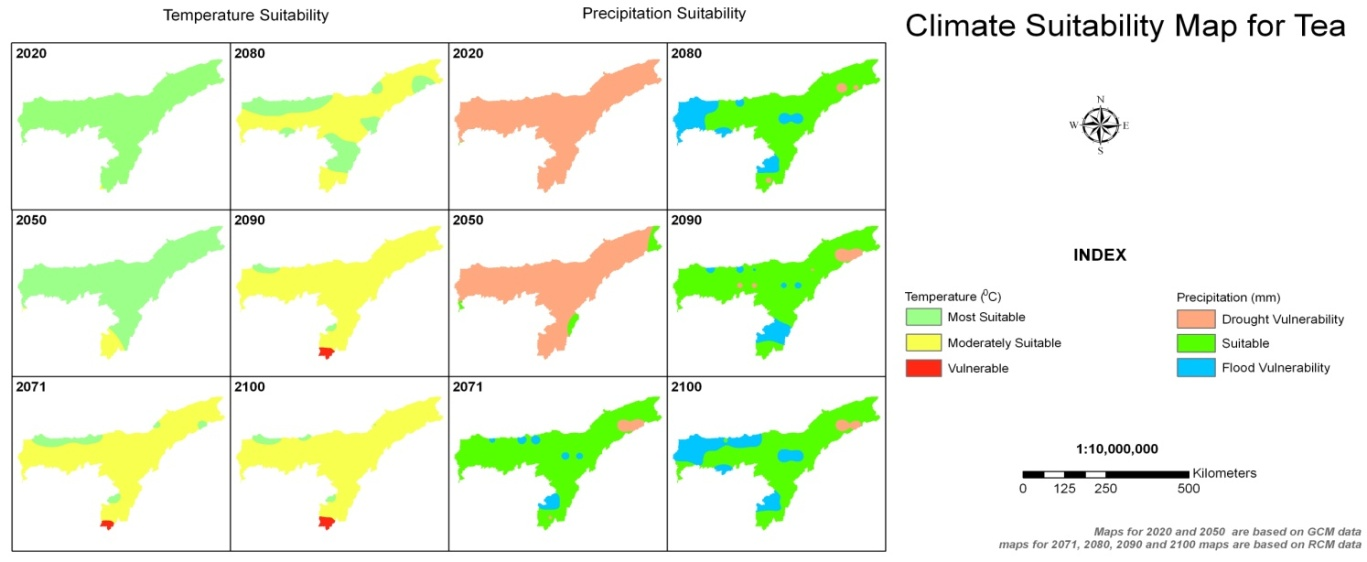 Temperature Suitability
Precipitation Suitability
Climate Suitability Map for Tea
2020
2080
2020
2080
N
W
E
S
2050
2090
2050
2090
INDEX
Temperature (⁰C)
Most Suitable
Moderately Suitable
Vulnerable
Precipitation (mm)
Drought Vulnerability
Suitable
Flood Vulnerability
2071
2100
2071
2100
1:10,000,000
Kilometers
0 125 250 500
Maps for 2020 and 2050 are based on GCM data
maps for 2071, 2080, 2090 and 2100 maps are based on RCM data